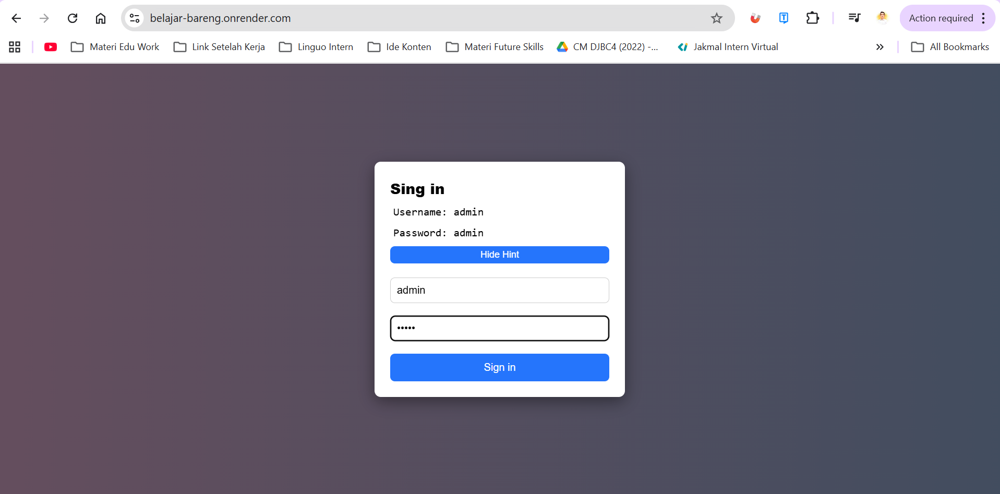 belajar-bareng.onrender.com
Action required
Materi Edu Work
Link Setelah Kerja
Linguo Intern
Ide Konten
Materi Future Skills
CM DJBC4 (2022) -...
Jakmal Intern Virtual
All Bookmarks
Sing in
Username: admin
Password: admin
Hide Hint
admin
•••••
Sign in